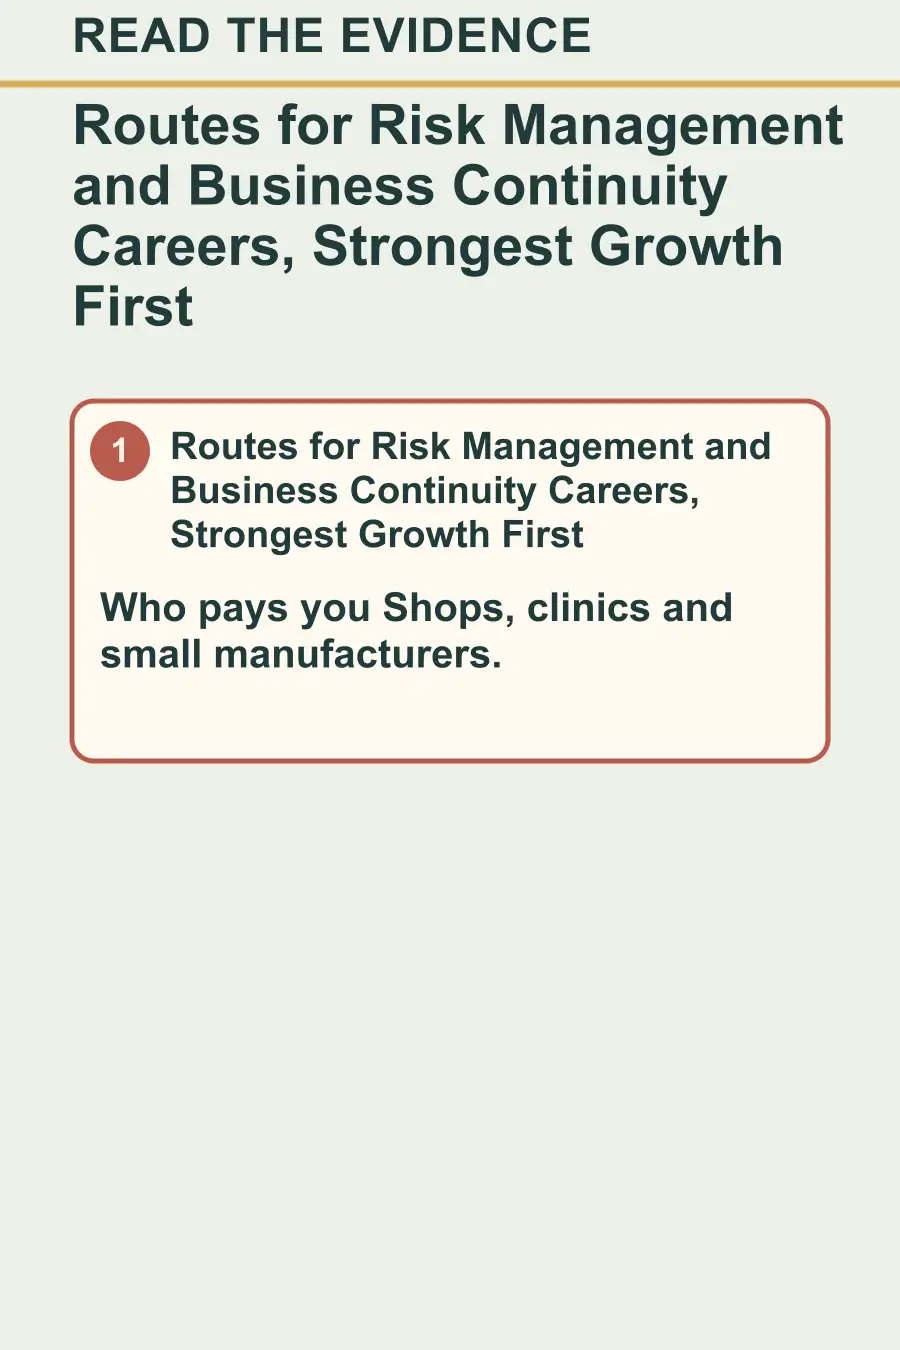 READ THE EVIDENCE
Routes for Risk Management
and Business Continuity
Careers, Strongest Growth
First
1
Routes for Risk Management and
Business Continuity Careers,
Strongest Growth First
Who pays you Shops, clinics and
small manufacturers.